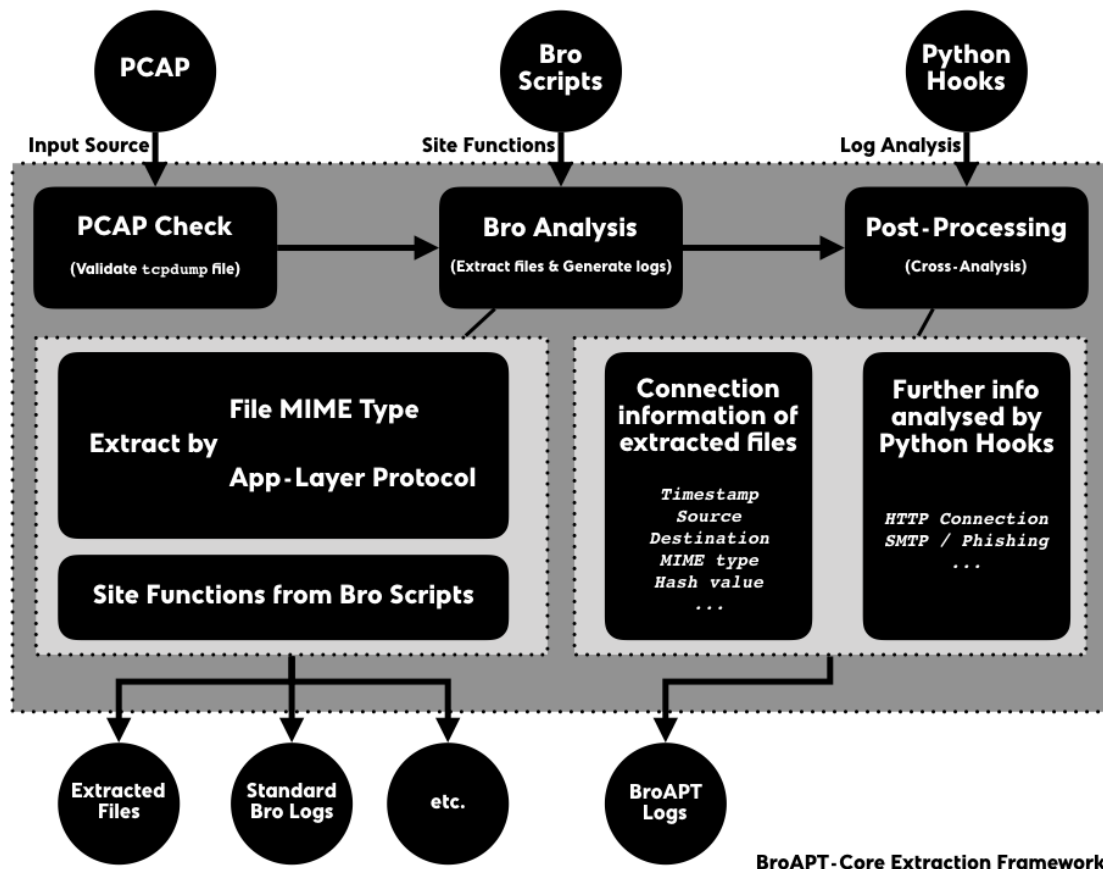 PCAP
Bro
Scripts
Python
Hooks
Input Source
Site Functions
Log Analysis
PCAP Check
(Validate tcpdump file)
Bro Analysis
(Extract files & Generate logs)
Post-Processing
(Cross-Analysis)
File MIME Type
Extract by
App-Layer Protocol
Site Functions from Bro Scripts
Connection
information of
extracted files
Timestamp
Source
Destination
MIME type
Hash value
...
Further info
analysed by
Python Hooks
HTTP Connection
SMTP / Phishing
...
Extracted
Files
Standard
Bro Logs
etc.
BroAPT
Logs
BroAPT-Core Extraction Framework